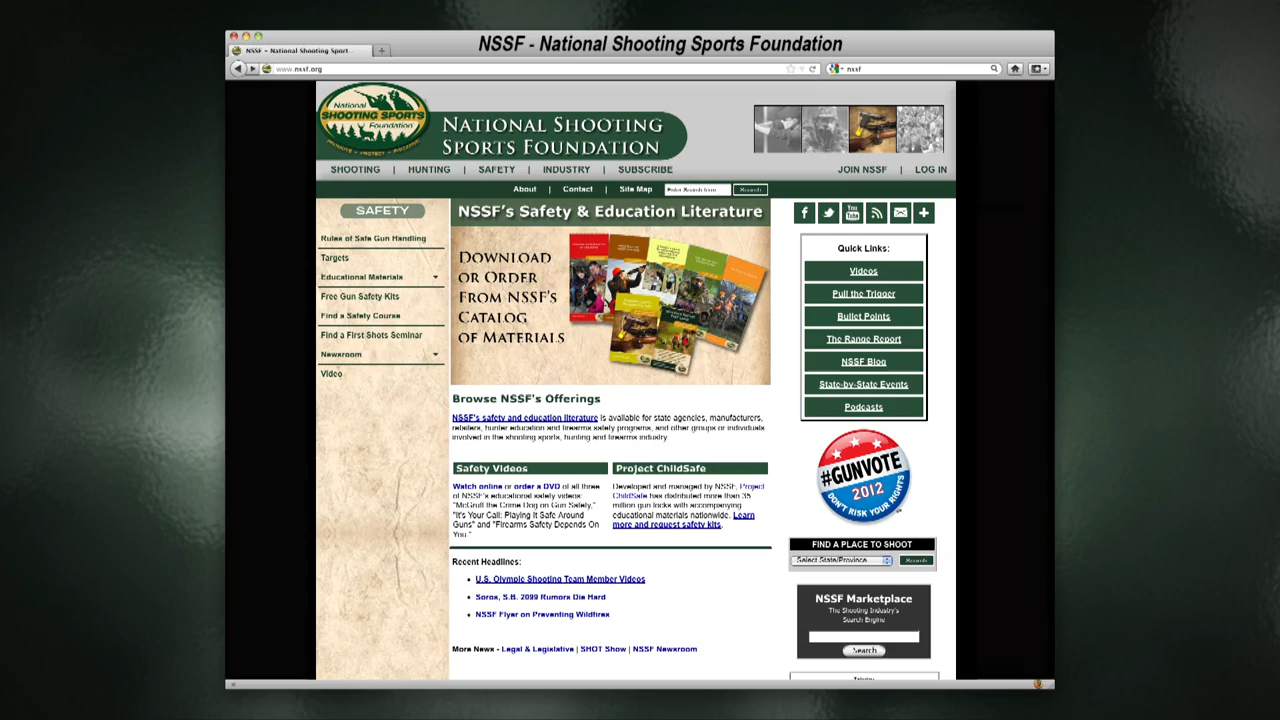 NSSF - National Shooting Sports Foundation
NSSF - National Shooting Sport...
www.nssf.org
nssf
National
SHOOTING SPORTS
Foundation
PROMOTE · PROTECT · PRESERVE
NATIONAL SHOOTING
SPORTS FOUNDATION
SHOOTING | HUNTING | SAFETY | INDUSTRY | SUBSCRIBE
JOIN NSSF | LOG IN
About | Contact | Site Map
Enter Search here
Search
SAFETY
Rules of Safe Gun Handling
Targets
Educational Materials
Free Gun Safety Kits
Find a Safety Course
Find a First Shots Seminar
Newsroom
Video
NSSF's Safety & Education Literature
DOWNLOAD
OR ORDER
FROM NSSF'S
CATALOG
OF MATERIALS
Browse NSSF's Offerings
NSSF's safety and education literature is available for state agencies, manufacturers,
retailers, hunter education and firearms safety programs, and other groups or individuals
involved in the shooting sports, hunting and firearms industry.
Safety Videos
Watch online or order a DVD of all three
of NSSF's educational safety videos:
"McGruff the Crime Dog on Gun Safety,"
"It's Your Call: Playing It Safe Around
Guns" and "Firearms Safety Depends On
You."
Project ChildSafe
Developed and managed by NSSF, Project
ChildSafe has distributed more than 35
million gun locks with accompanying
educational materials nationwide. Learn
more and request safety kits.
Recent Headlines:
• U.S. Olympic Shooting Team Member Videos
• Soros, S.B. 2099 Rumors Die Hard
• NSSF Flyer on Preventing Wildfires
More News - Legal & Legislative | SHOT Show | NSSF Newsroom
You
Tube
Quick Links:
Videos
Pull the Trigger
Bullet Points
The Range Report
NSSF Blog
State-by-State Events
Podcasts
#GUNVOTE
2012
DON'T RISK YOUR RIGHTS
FIND A PLACE TO SHOOT
Select State/Province
Search
NSSF Marketplace
The Shooting Industry's
Search Engine
Search